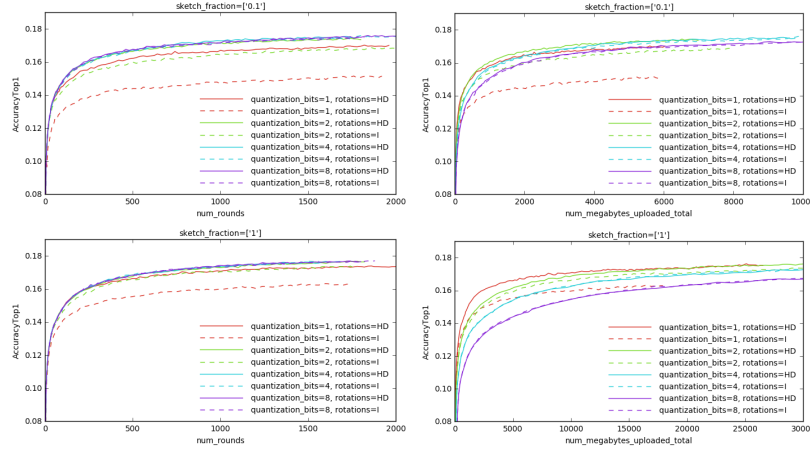 sketch_fraction=['0.1']
AccuracyTop1
0.18
0.16
0.14
0.12
0.10
0.08
0
500
1000
1500
2000
num_rounds
quantization_bits=1, rotations=HD
quantization_bits=1, rotations=I
quantization_bits=2, rotations=HD
quantization_bits=2, rotations=I
quantization_bits=4, rotations=HD
quantization_bits=4, rotations=I
quantization_bits=8, rotations=HD
quantization_bits=8, rotations=I
sketch_fraction=['0.1']
AccuracyTop1
0.18
0.16
0.14
0.12
0.10
0.08
0
2000
4000
6000
8000
1000
num_megabytes_uploaded_total
quantization_bits=1, rotations=HD
quantization_bits=1, rotations=I
quantization_bits=2, rotations=HD
quantization_bits=2, rotations=I
quantization_bits=4, rotations=HD
quantization_bits=4, rotations=I
quantization_bits=8, rotations=HD
quantization_bits=8, rotations=I
sketch_fraction=['1']
AccuracyTop1
0.18
0.16
0.14
0.12
0.10
0.08
0
500
1000
1500
2000
num_rounds
quantization_bits=1, rotations=HD
quantization_bits=1, rotations=I
quantization_bits=2, rotations=HD
quantization_bits=2, rotations=I
quantization_bits=4, rotations=HD
quantization_bits=4, rotations=I
quantization_bits=8, rotations=HD
quantization_bits=8, rotations=I
sketch_fraction=['1']
AccuracyTop1
0.18
0.16
0.14
0.12
0.10
0.08
0
5000
10000
15000
20000
25000
3000
num_megabytes_uploaded_total
quantization_bits=1, rotations=HD
quantization_bits=1, rotations=I
quantization_bits=2, rotations=HD
quantization_bits=2, rotations=I
quantization_bits=4, rotations=HD
quantization_bits=4, rotations=I
quantization_bits=8, rotations=HD
quantization_bits=8, rotations=I